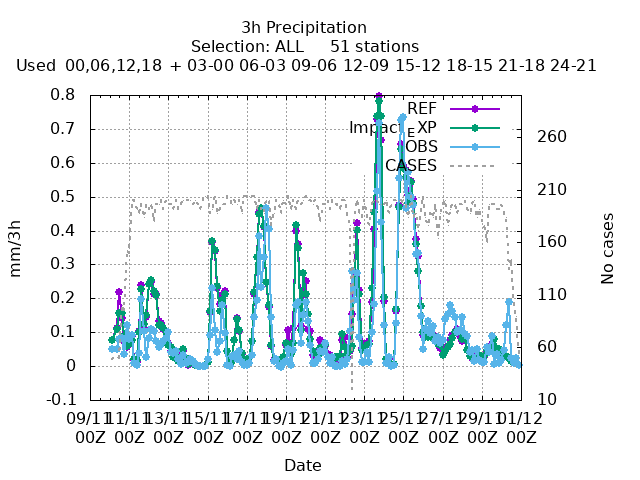 3h Precipitation
Selection: ALL 51 stations
Used 00,06,12,18 + 03-00 06-03 09-06 12-09 15-12 18-15 21-18 24-21
0.8
0.7
0.6
0.5
0.4
0.3
0.2
0.1
0
-0.1
mm/3h
REF
Impact_EXP
OBS
CASES
260
210
160
110
60
10
No cases
09/11 11/11 13/11 15/11 17/11 19/11 21/11 23/11 25/11 27/11 29/11 01/12
00Z 00Z 00Z 00Z 00Z 00Z 00Z 00Z 00Z 00Z 00Z 00Z
Date